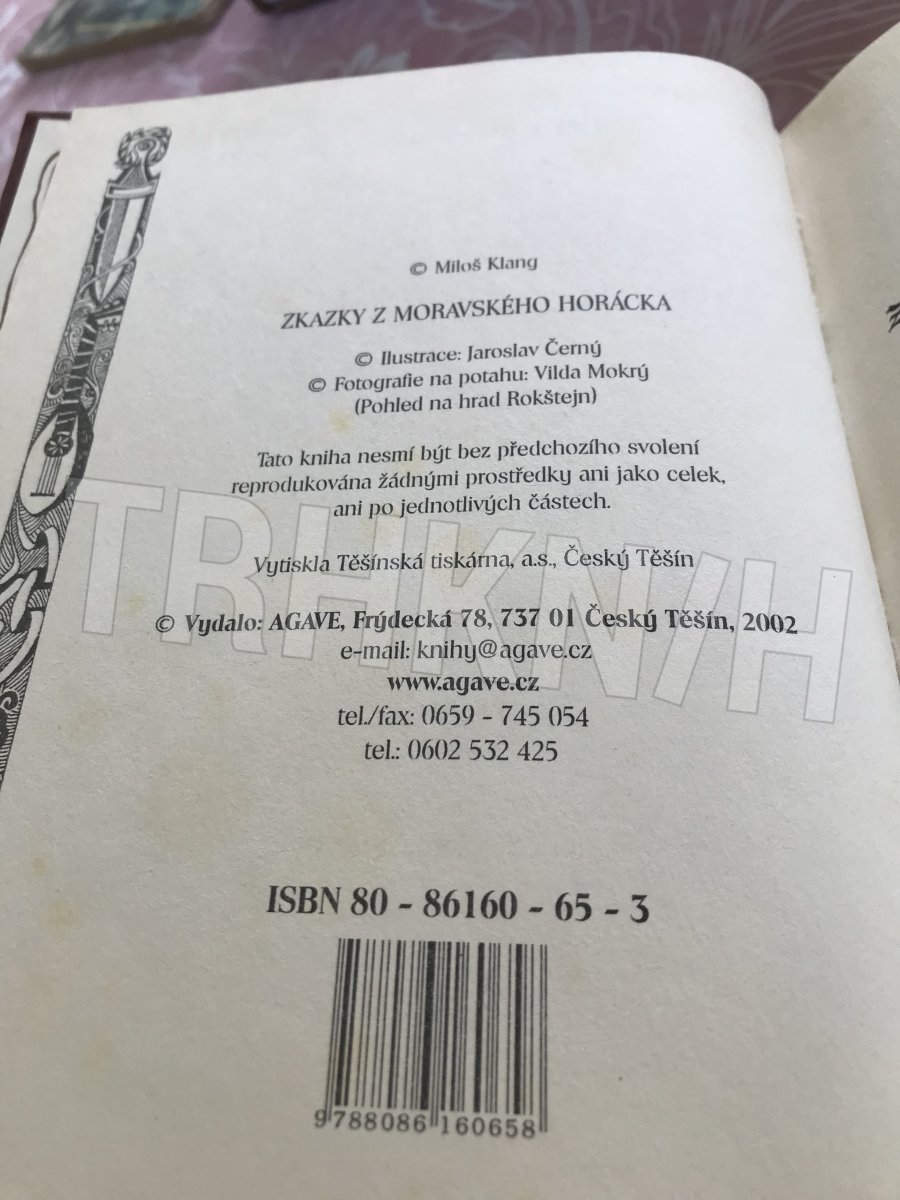 © Miloš Klang
ZKAZKY Z MORAVSKÉHO HORÁCKA
© Ilustrace: Jaroslav Černý
© Fotografie na potahu: Vilda Mokrý
(Pohled na hrad Rokštejn)
Tato kniha nesmí být bez předchozího svolení
reprodukována žádnými prostředky ani jako celek,
ani po jednotlivých částech.
Vytiskla Těšínská tiskárna, a.s., Český Těšín
© Vydalo: AGAVE, Frýdecká 78, 737 01 Český Těšín, 2002
e-mail: knihy@agave.cz
www.agave.cz
tel./fax: 0659 - 745 054
tel.: 0602 532 425
ISBN 80 - 86160 - 65 - 3
9788086160658
TRHKNIH